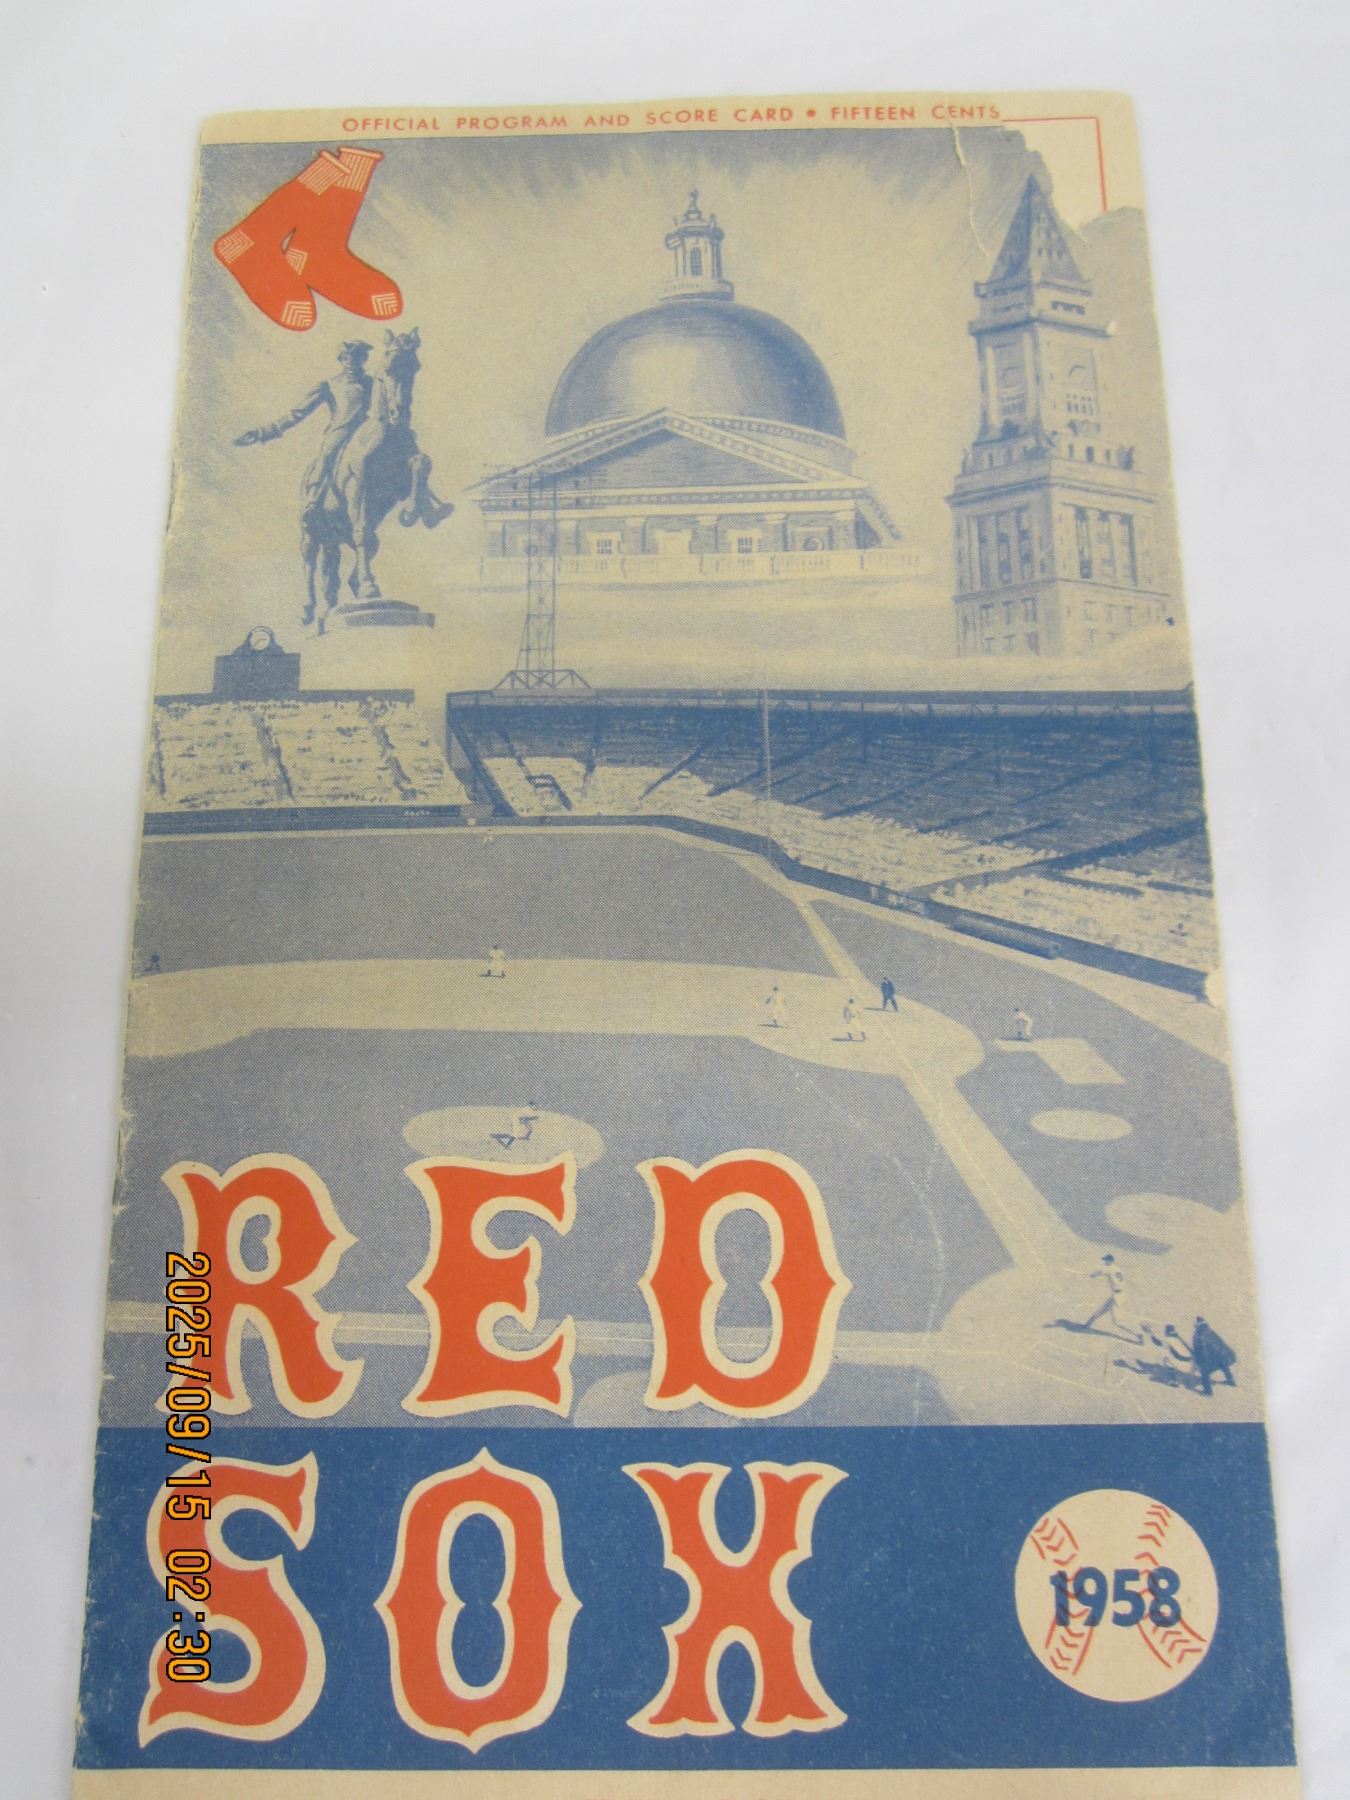 OFFICIAL PROGRAM AND SCORE CARD • FIFTEEN CENTS
RED
SOX
1958
2025/09/15 02:30